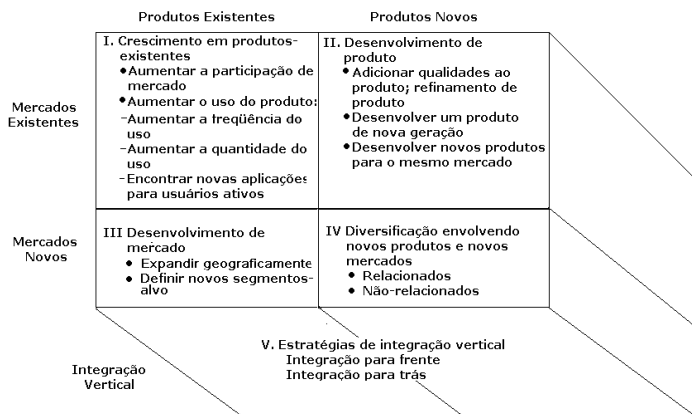 Produtos Existentes
Produtos Novos
Mercados
Existentes
I. Crescimento em produtos-
existentes
•Aumentar a participação de
mercado
•Aumentar o uso do produto:
-Aumentar a freqüência do
uso
-Aumentar a quantidade do
uso
-Encontrar novas aplicações
para usuários ativos
II. Desenvolvimento de
produto
•Adicionar qualidades ao
produto; refinamento de
produto
•Desenvolver um produto
de nova geração
•Desenvolver novos produtos
para o mesmo mercado
Mercados
Novos
III Desenvolvimento de
mercado
• Expandir geograficamente
• Definir novos segmentos-
alvo
IV Diversificação envolvendo
novos produtos e novos
mercados
• Relacionados
• Não-relacionados
Integração
Vertical
V. Estratégias de integração vertical
Integração para frente
Integração para trás